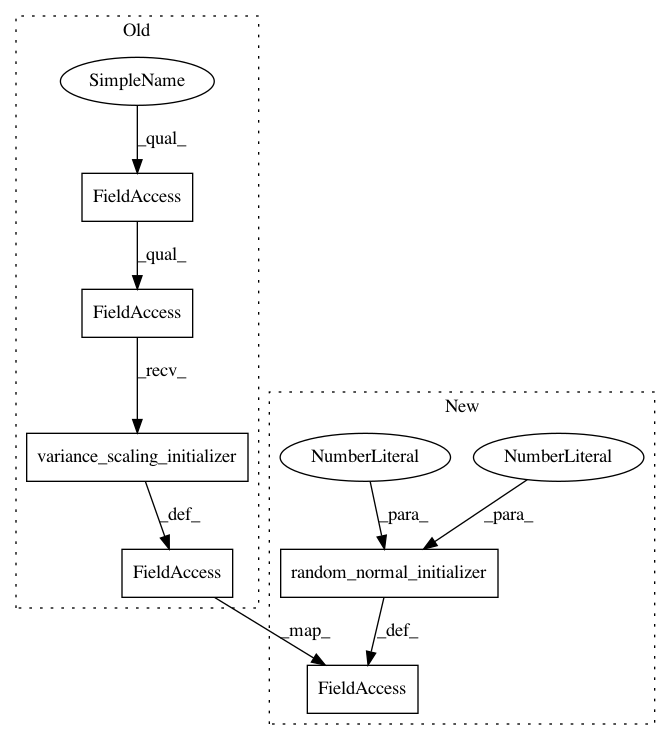 Old
SimpleName
_qual_
FieldAccess
_qual_
FieldAccess
_recv_
variance_scaling_initializer
_def_
FieldAccess
_map_
New
NumberLiteral
NumberLiteral
_para_
_para_
random_normal_initializer
_def_
FieldAccess